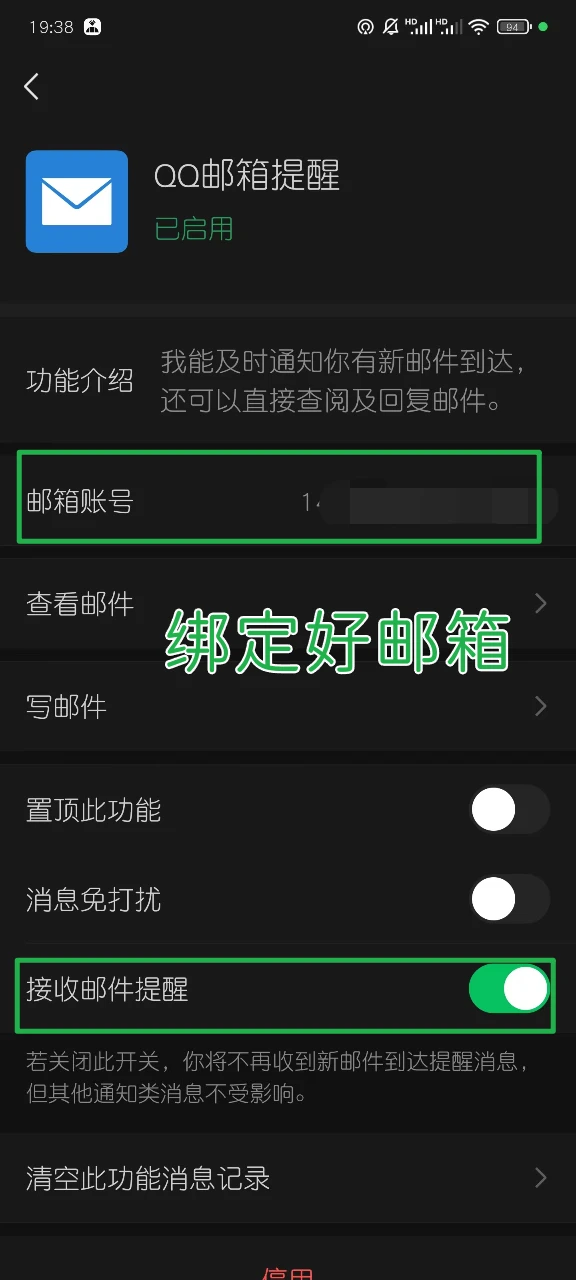 19:38
HD
HD
94
QQ邮箱提醒
已启用
功能介绍
我能及时通知你有新邮件到达，
还可以直接查阅及回复邮件。
邮箱账号
14
查看邮件
绑定好邮箱
写邮件
置顶此功能
消息免打扰
接收邮件提醒
若关闭此开关，你将不再收到新邮件到达提醒消息，
但其他通知类消息不受影响。
清空此功能消息记录
停用